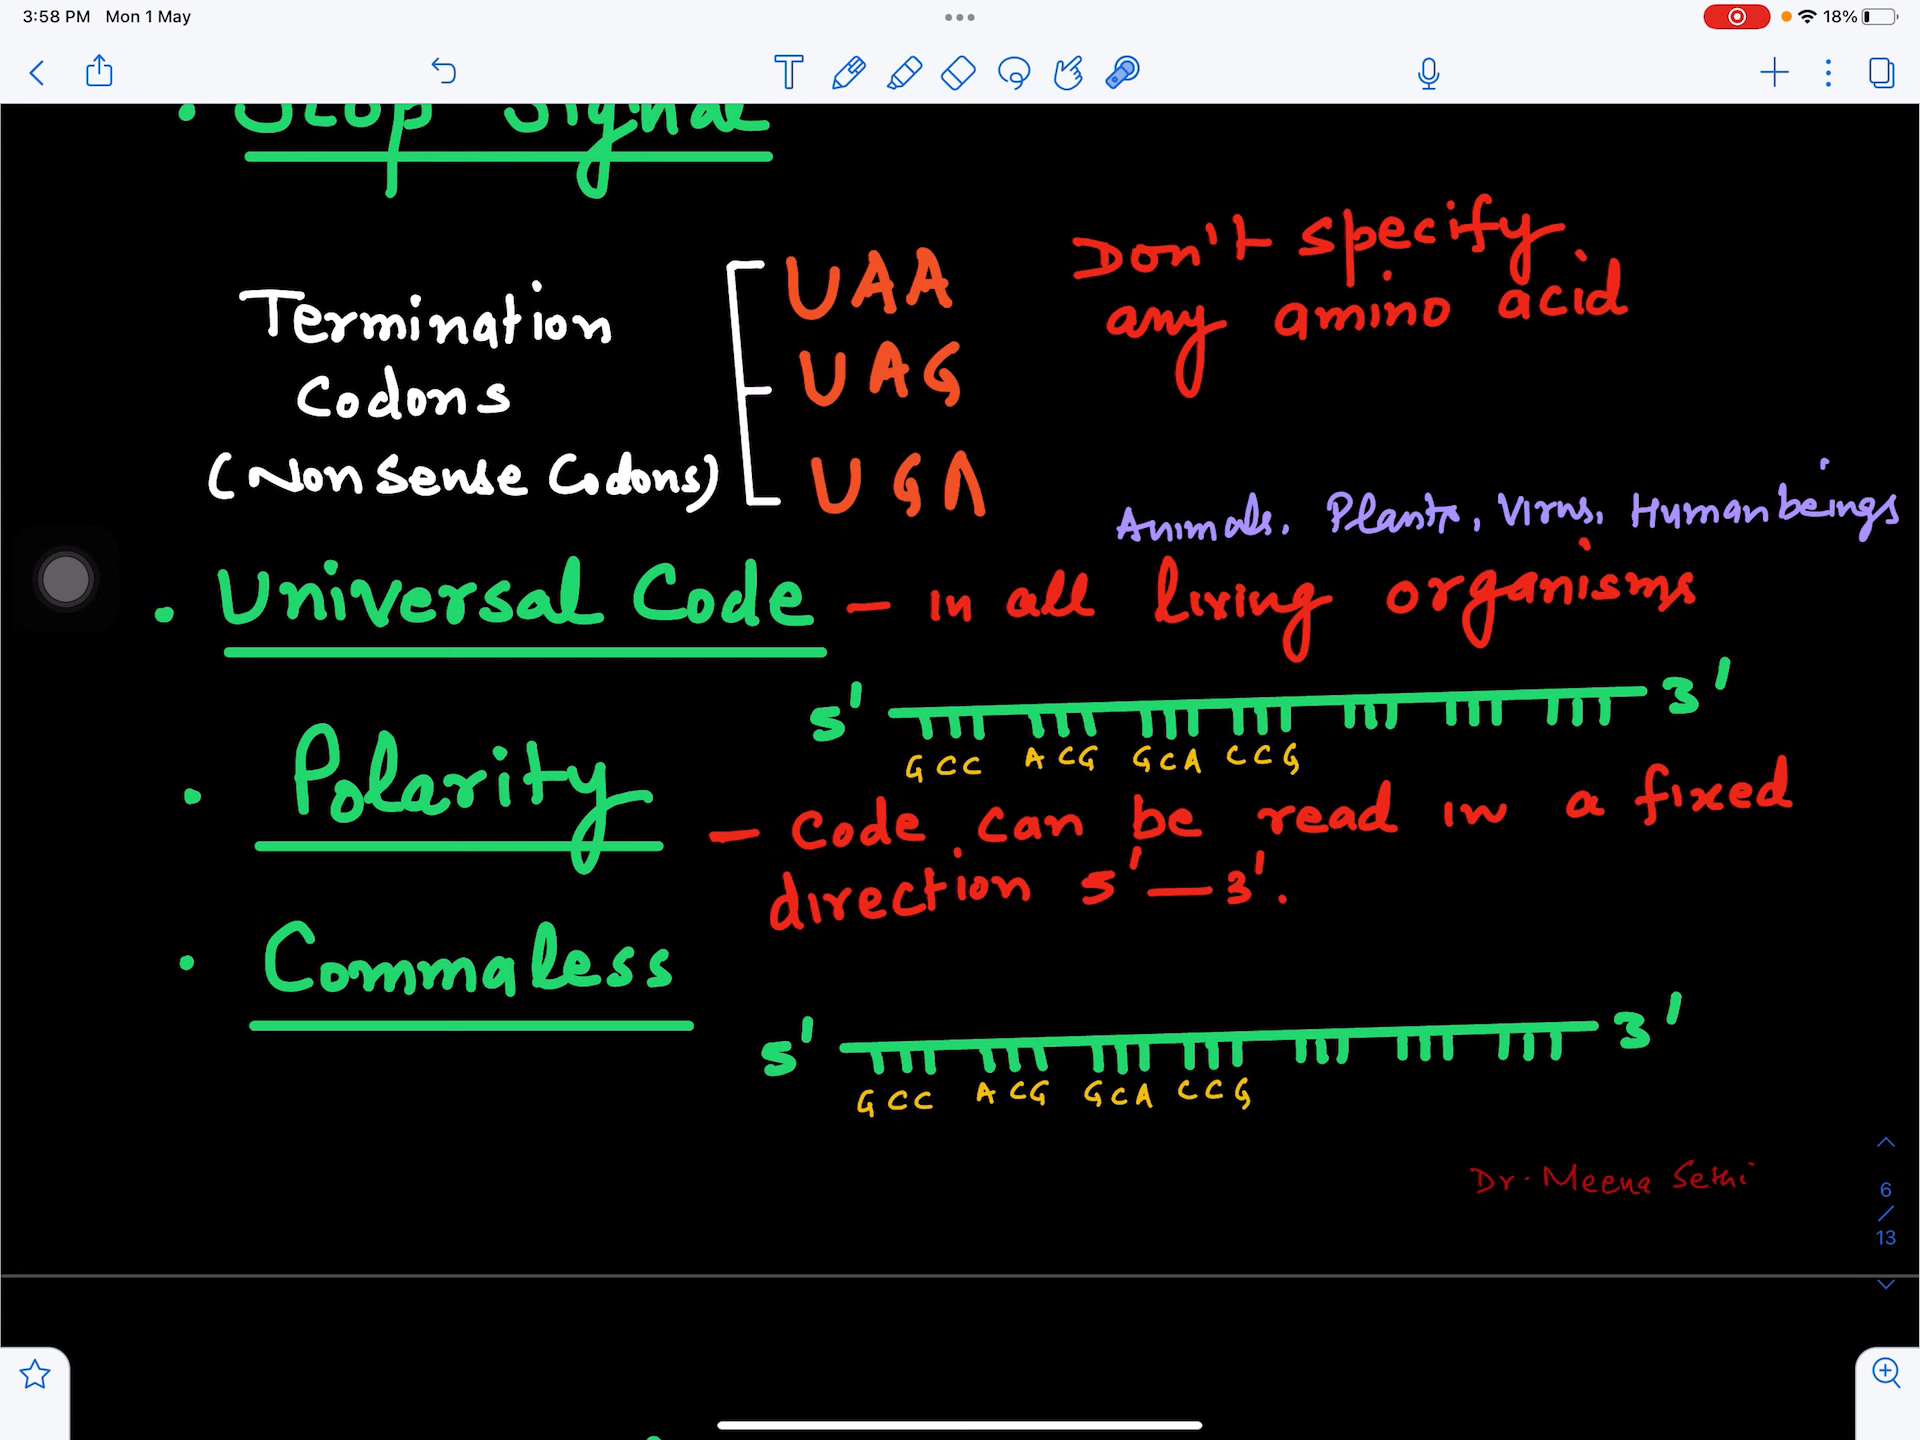 3:58 PM Mon 1 May
18%
• Stop Signal
Termination
Codons
(Non Sense Codons)
UAA
UAG
UGA
Don't specify
any amino acid
Animals, Plants, Virus, Human beings
• Universal Code – in all living organisms
5' 3'
GCC ACG GCA CCG
• Polarity – Code can be read in a fixed
direction 5'—3'.
• Commaless
5' 3'
GCC ACG GCA CCG
Dr. Meena Sethi
6
/
13